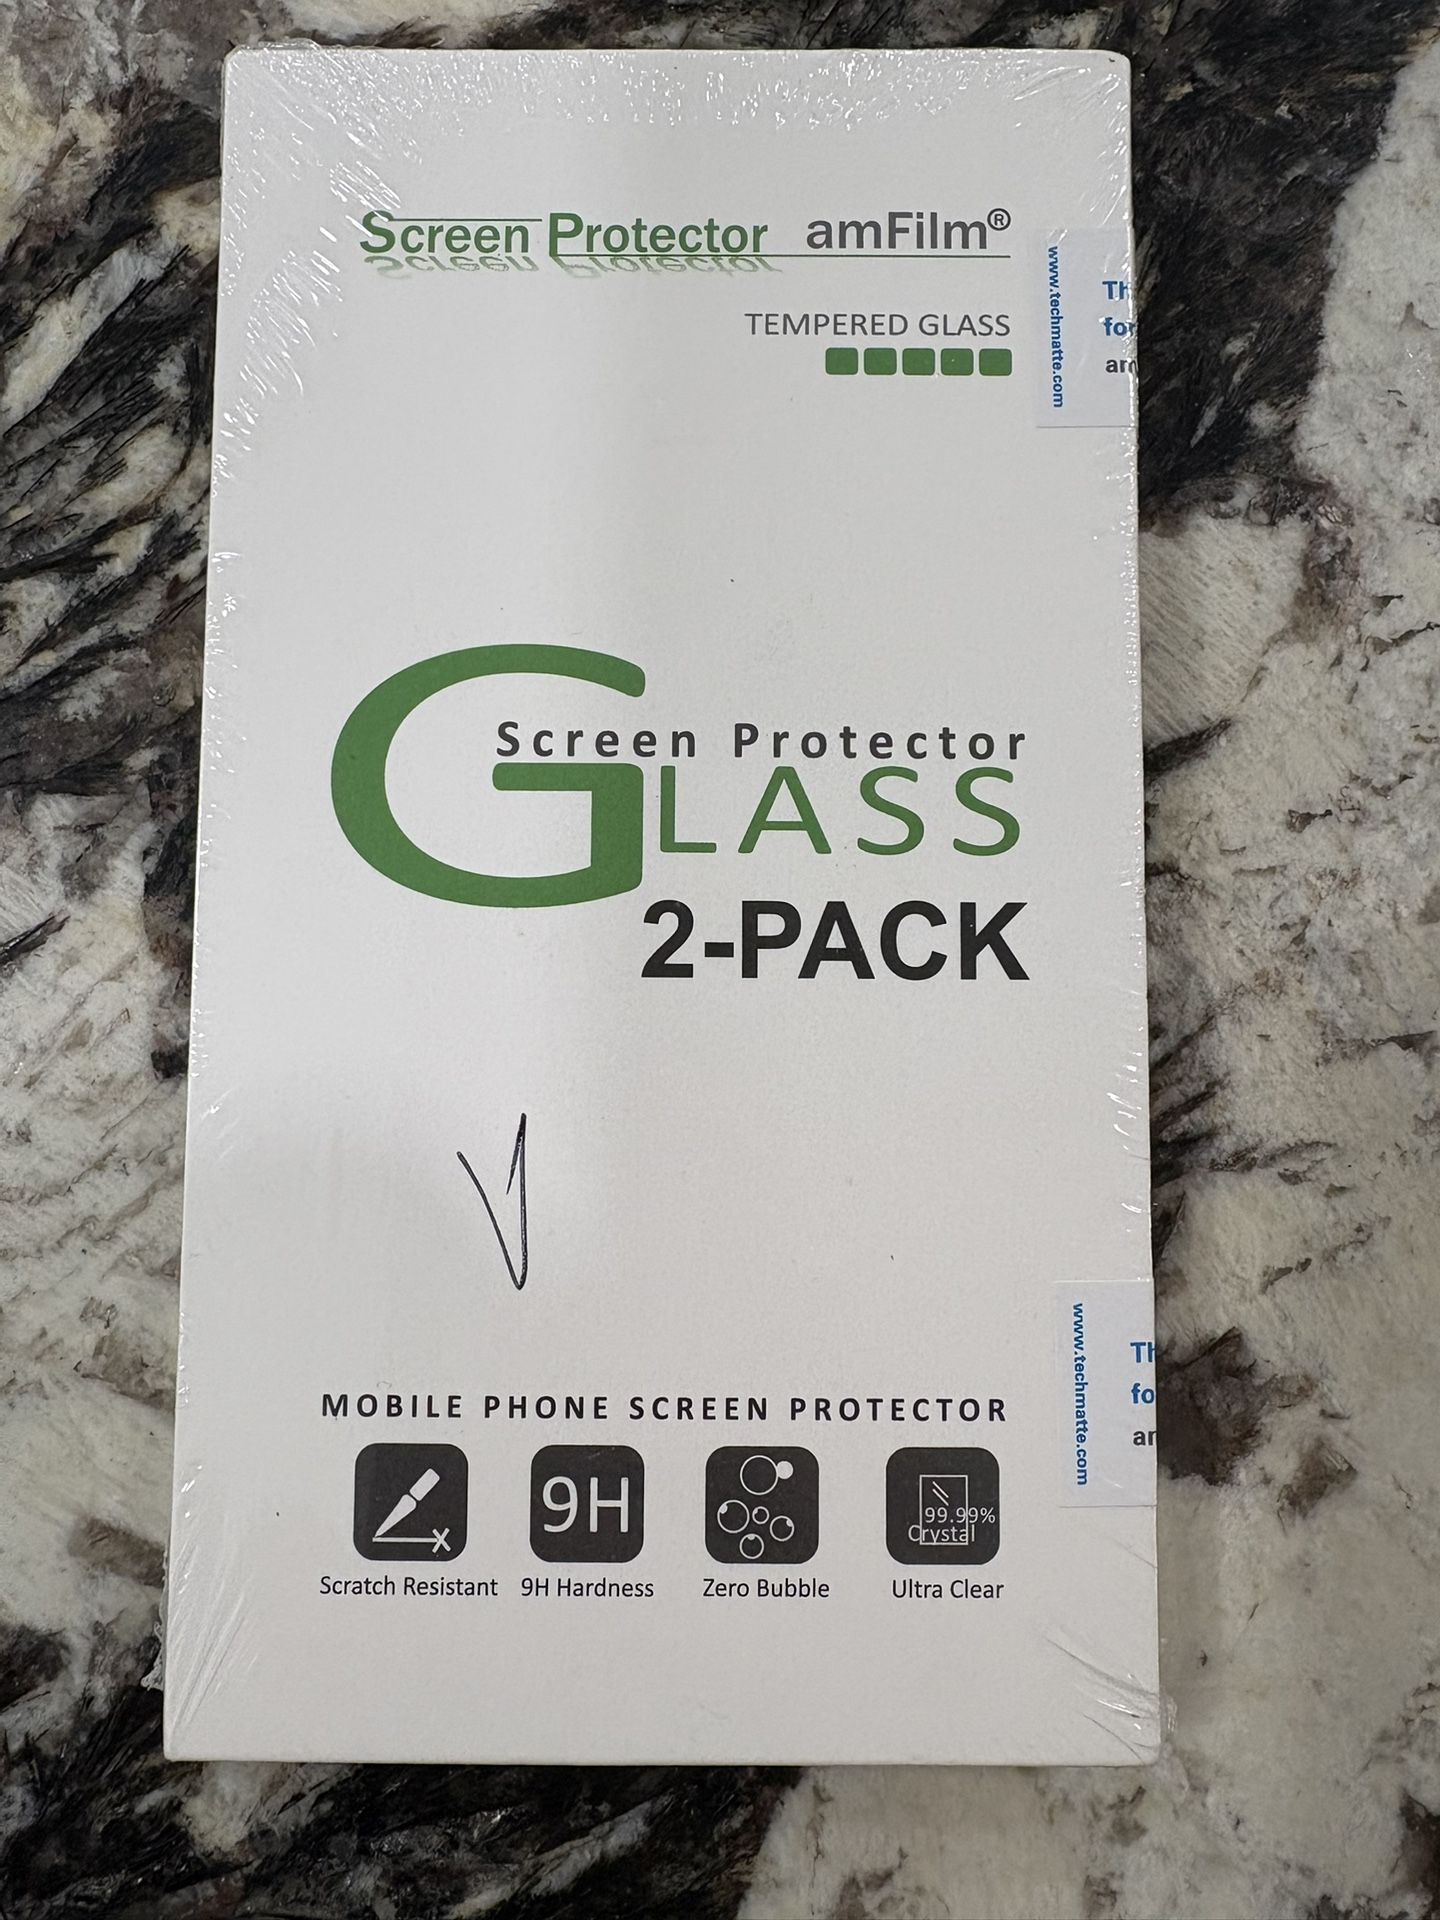 Screen Protector amFilm®
TEMPERED GLASS
www.techmatte.com
Screen Protector
GLASS
2-PACK
MOBILE PHONE SCREEN PROTECTOR
9H
99.99%
Crystal
Scratch Resistant 9H Hardness Zero Bubble Ultra Clear
www.techmatte.com